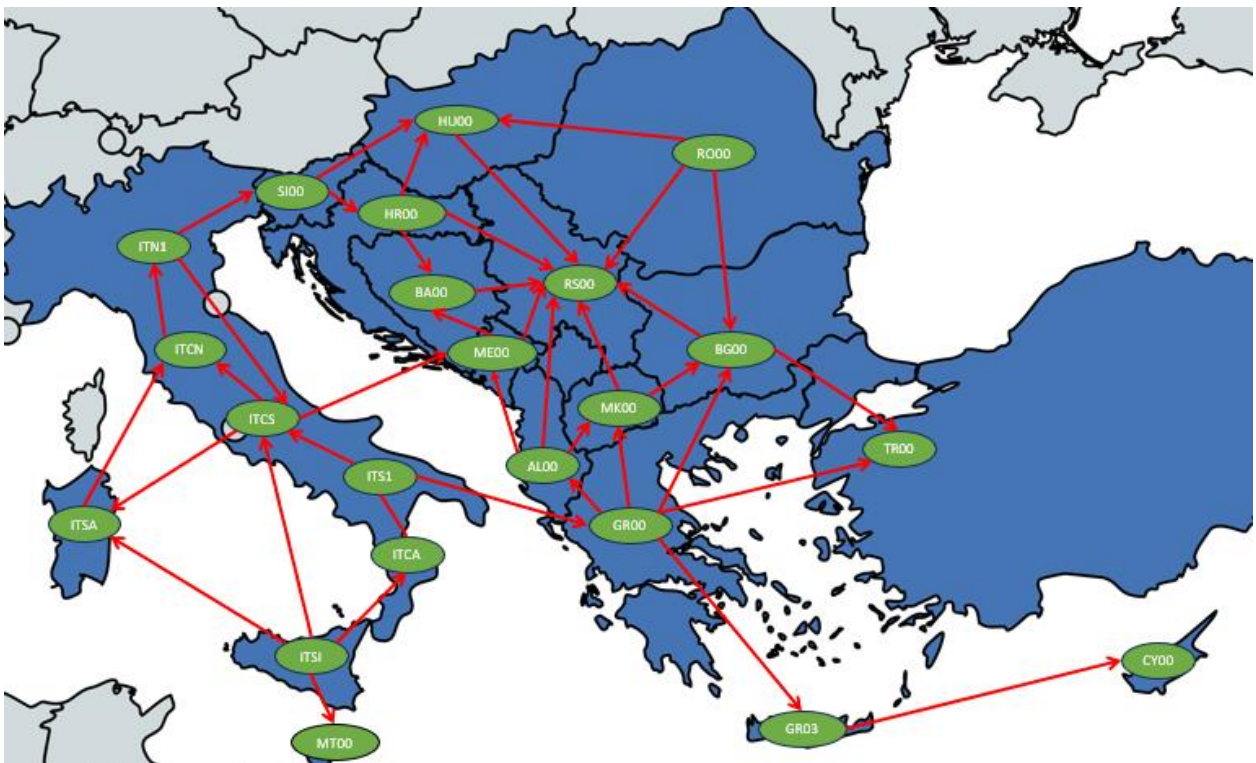 HU00
RO00
SI00
HR00
ITN1
BA00
RS00
ITCN
ME00
BG00
ITCS
MK00
TR00
AL00
ITS1
ITSA
GR00
ITCA
ITSI
CY00
GR03
MT00